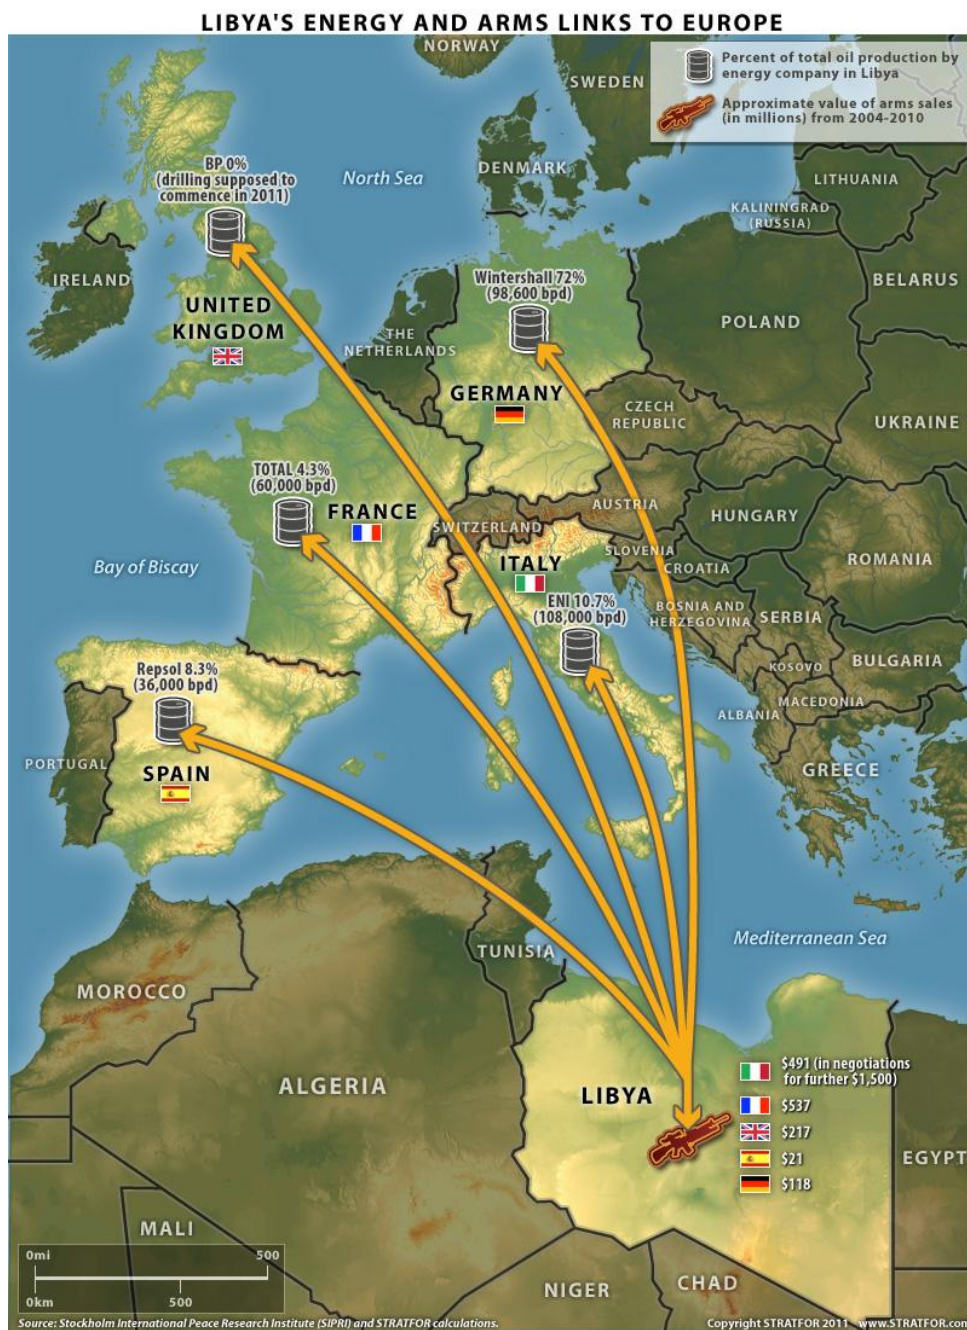 LIBYA'S ENERGY AND ARMS LINKS TO EUROPE
NORWAY
SWEDEN
Percent of total oil production by
energy company in Libya
Approximate value of arms sales
(in millions) from 2004-2010
BP 0%
(drilling supposed to
commence in 2011)
North Sea
DENMARK
LITHUANIA
KALININGRAD
(RUSSIA)
IRELAND
UNITED
KINGDOM
Wintershall 72%
(98,600 bpd)
BELARUS
THE
NETHERLANDS
POLAND
GERMANY
CZECH
REPUBLIC
UKRAINE
TOTAL 4.3%
(60,000 bpd)
FRANCE
SWITZERLAND
AUSTRIA
HUNGARY
Bay of Biscay
ITALY
SLOVENIA
CROATIA
ROMANIA
ENI 10.7%
(108,000 bpd)
BOSNIA AND
HERZEGOVINA
SERBIA
Repsol 8.3%
(36,000 bpd)
KOSOVO
BULGARIA
MACEDONIA
ALBANIA
PORTUGAL
SPAIN
GREECE
Mediterranean Sea
TUNISIA
MOROCCO
ALGERIA
LIBYA
$491 (in negotiations
for further $1,500)
$537
$217
$21
$118
EGYPT
MALI
NIGER
CHAD
0mi 500
0km 500
Source: Stockholm International Peace Research Institute (SIPRI) and STRATFOR calculations.
Copyright STRATFOR 2011 www.STRATFOR.com